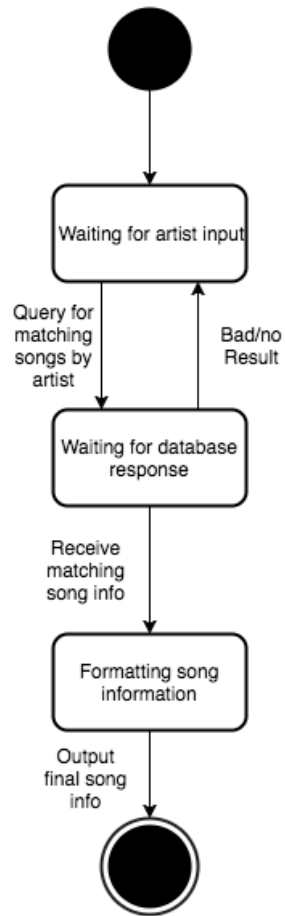 Waiting for artist input
Query for
matching
songs by
artist
Bad/no
Result
Waiting for database
response
Receive
matching
song info
Formatting song
information
Output
final song
info